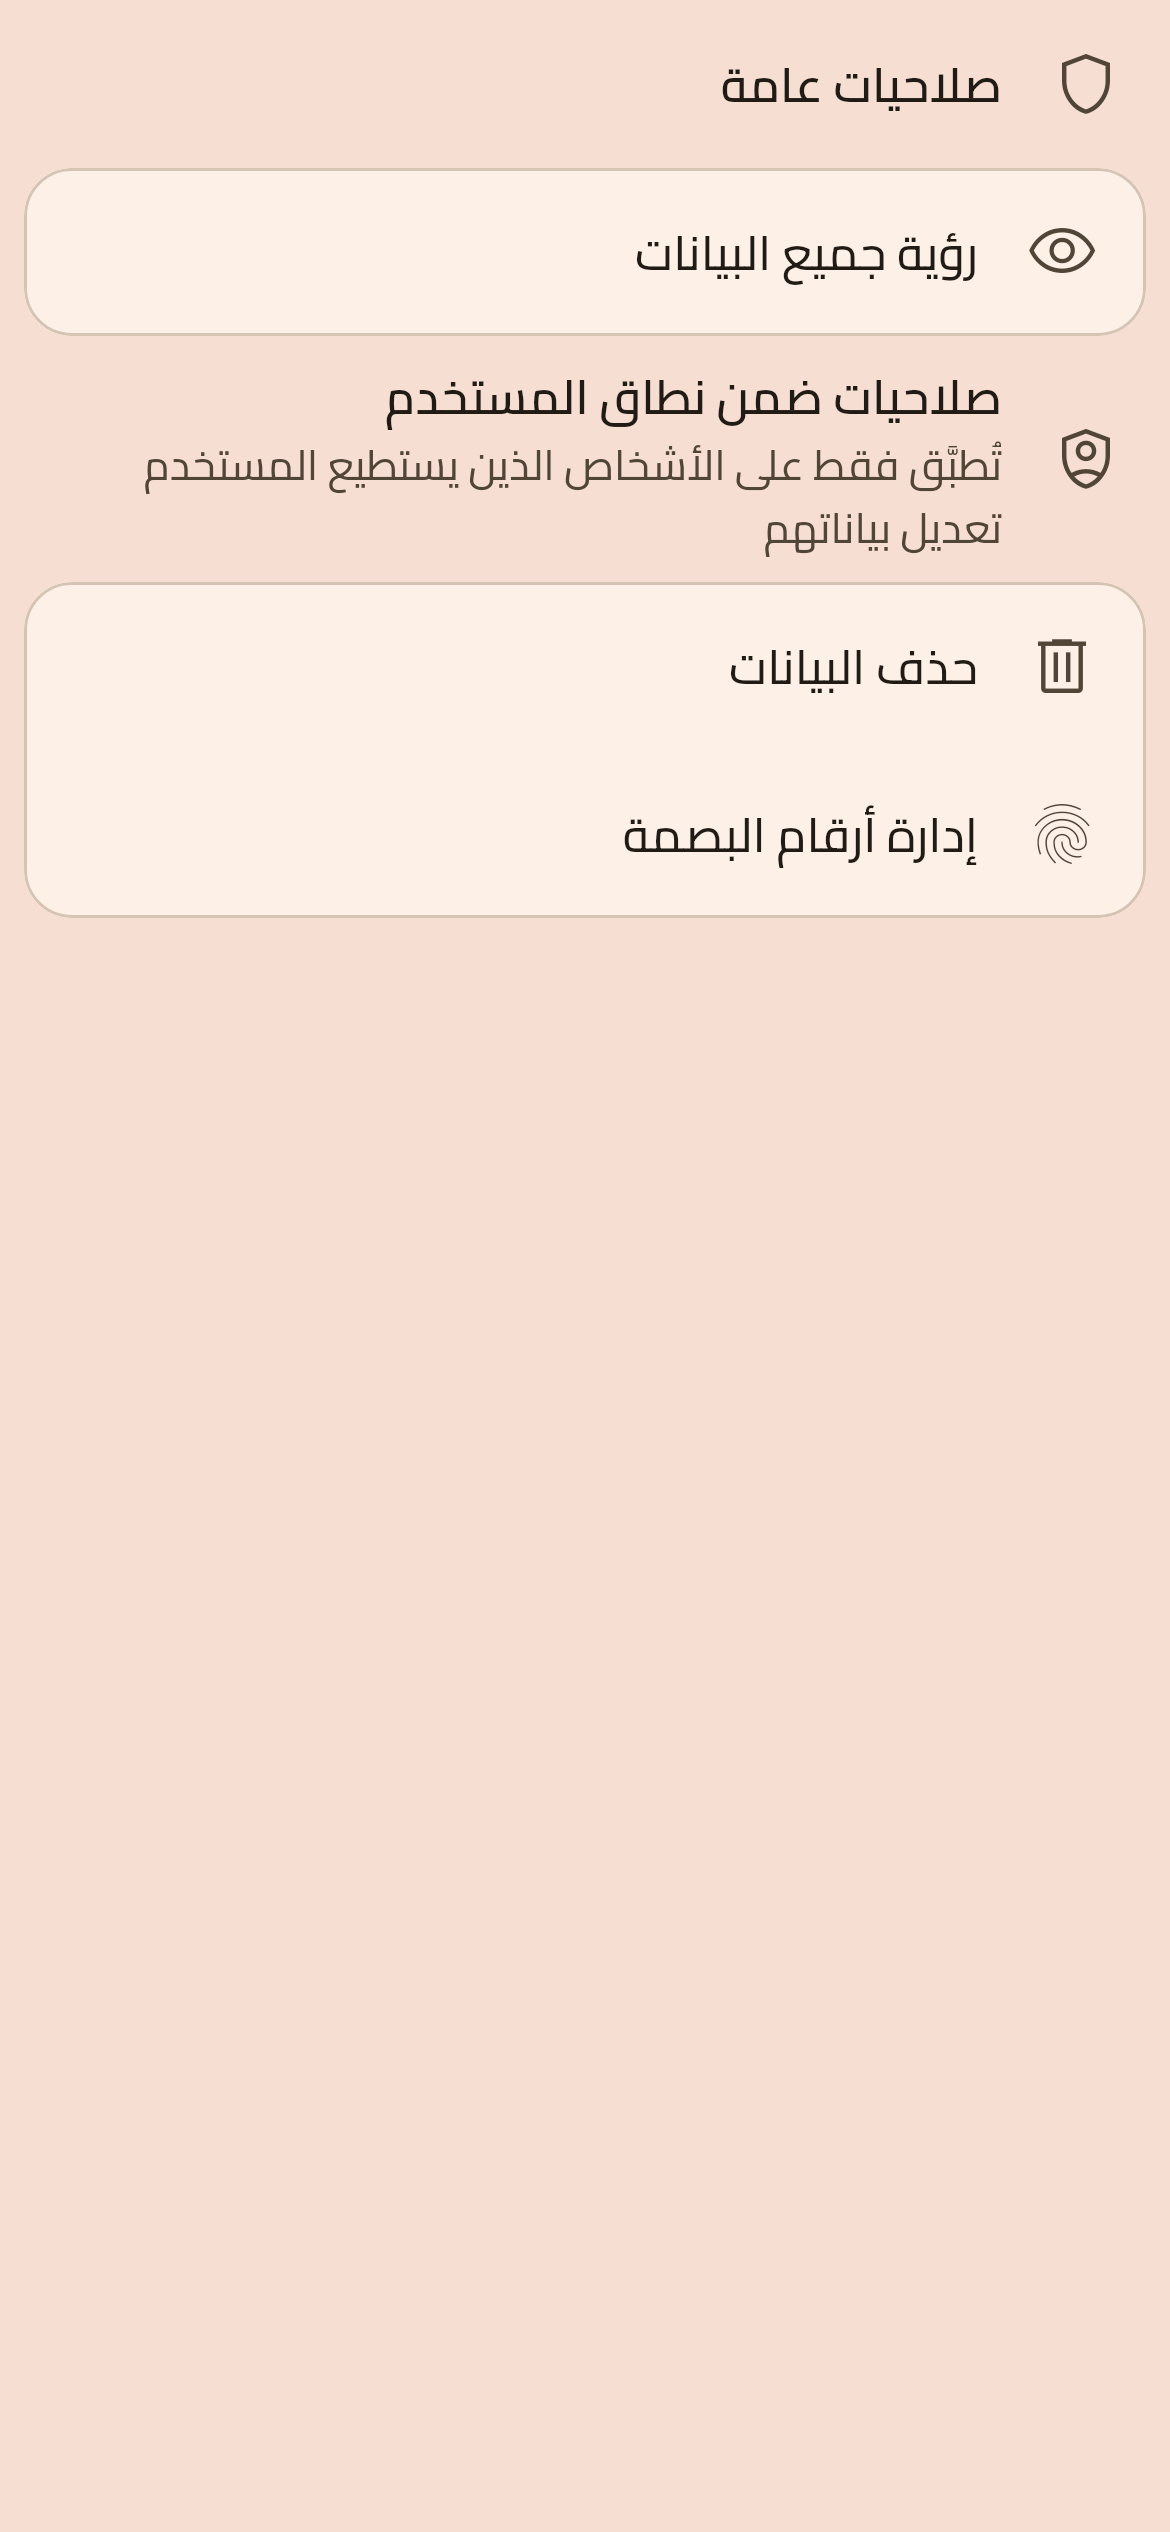 صلاحيات عامة
رؤية جميع البيانات
صلاحيات ضمن نطاق المستخدم
تُطبَّق فقط على الأشخاص الذين يستطيع المستخدم
تعديل بياناتهم
حذف البيانات
إدارة أرقام البصمة